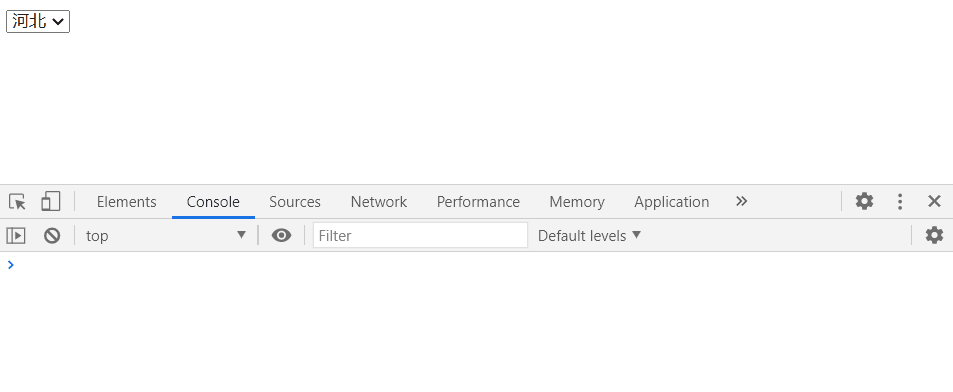 河北
Elements Console Sources Network Performance Memory Application
top Filter Default levels